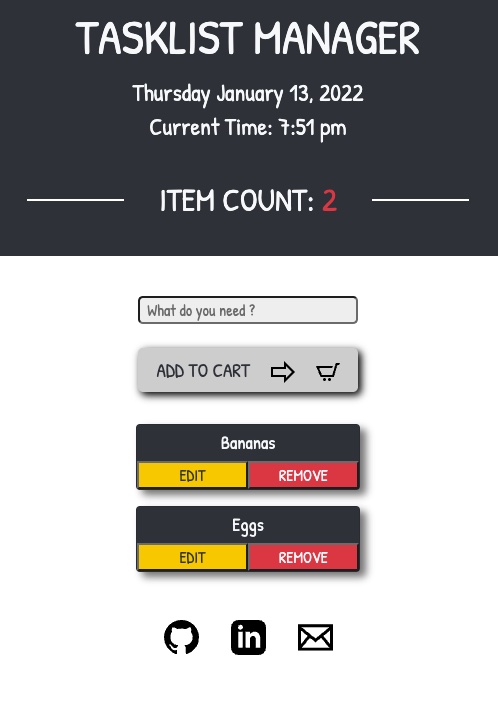 TASKLIST MANAGER
Thursday January 13, 2022
Current Time: 7:51 pm
ITEM COUNT: 2
What do you need ?
ADD TO CART
Bananas
EDIT REMOVE
Eggs
EDIT REMOVE
in